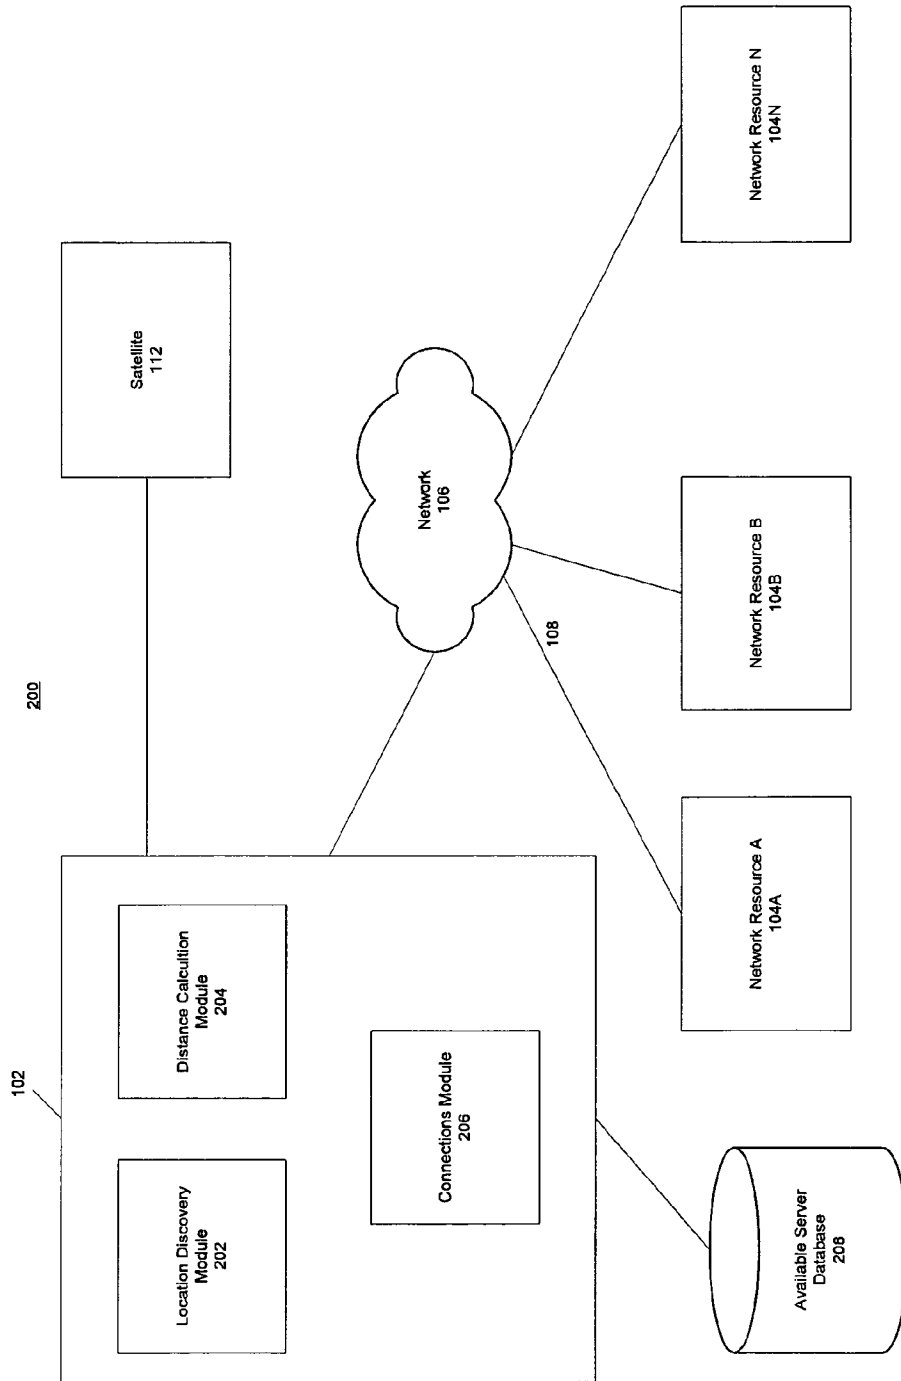 200
102
Location Discovery
Module
202
Distance Calcultion
Module
204
Connections Module
206
Satellite
112
Network
106
108
Available Server
Database
208
Network Resource A
104A
Network Resource B
104B
Network Resource N
104N